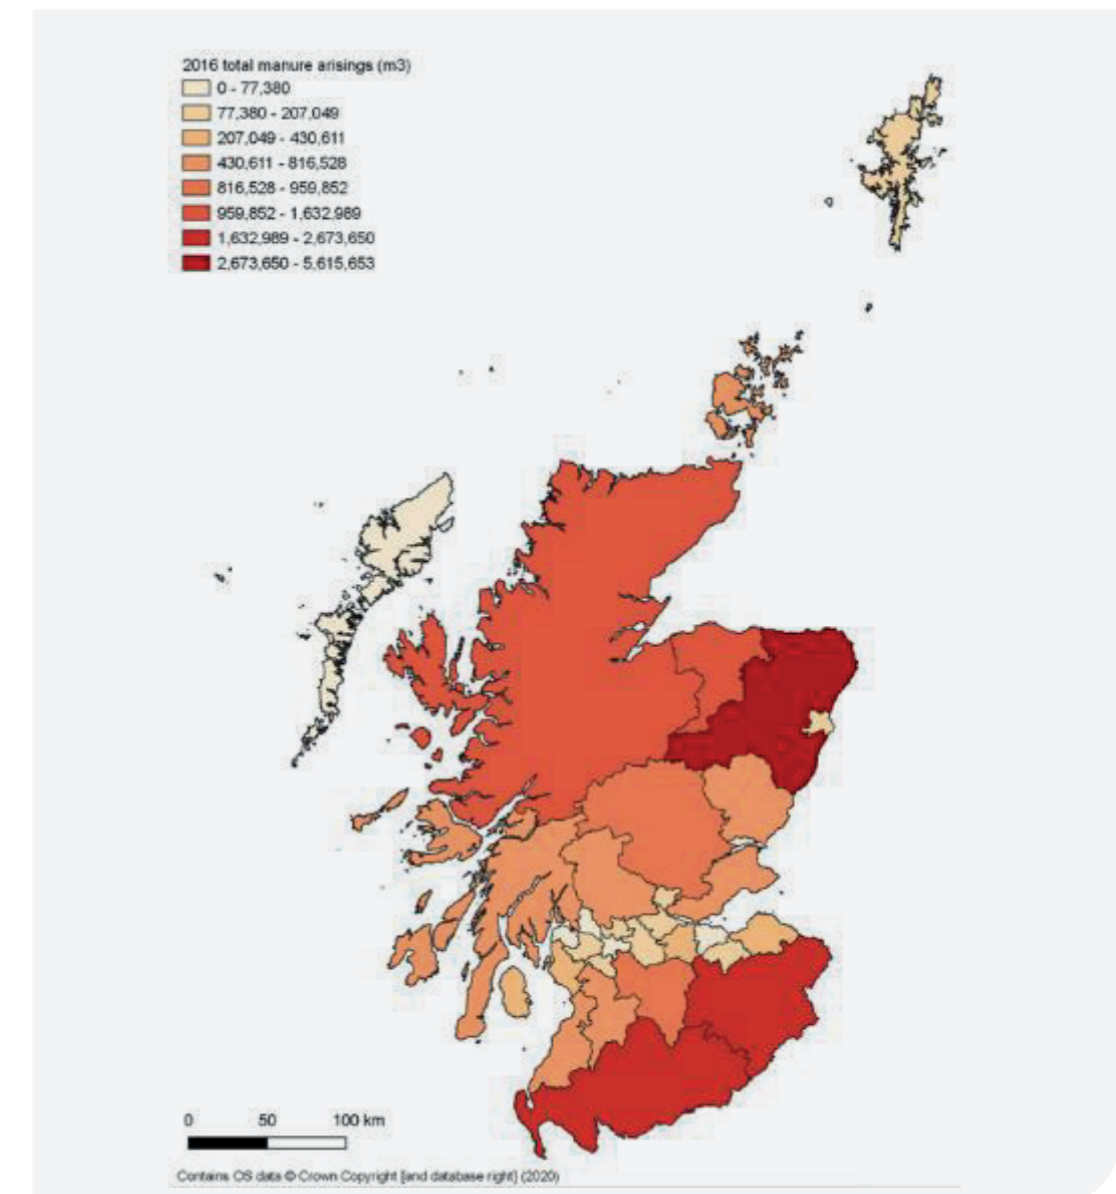 2016 total manure arisings (m3)
0 - 77,380
77,380 - 207,049
207,049 - 430,611
430,611 - 816,528
816,528 - 959,852
959,852 - 1,632,989
1,632,989 - 2,673,650
2,673,650 - 5,615,653
0 50 100 km
Contains OS data © Crown Copyright [and database right] (2020)